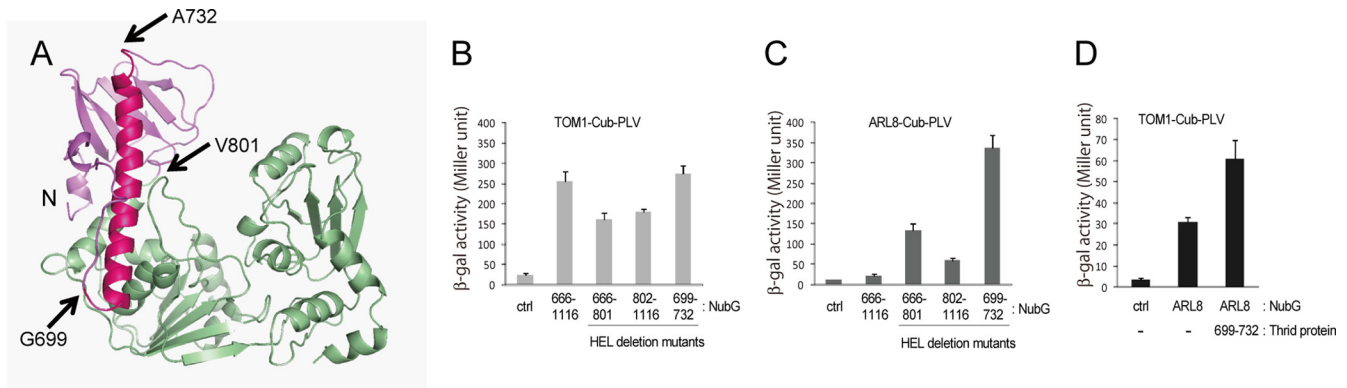 A
A732
V801
N
G699
B
TOM1-Cub-PLV
β-gal activity (Miller unit)
400
350
300
250
200
150
100
50
0
ctrl
666-
1116
666-
801
802-
1116
699-
732
: NubG
HEL deletion mutants
C
ARL8-Cub-PLV
β-gal activity (Miller unit)
400
350
300
250
200
150
100
50
0
ctrl
666-
1116
666-
801
802-
1116
699-
732
: NubG
HEL deletion mutants
D
TOM1-Cub-PLV
β-gal activity (Miller unit)
80
70
60
50
40
30
20
10
0
ctrl ARL8 ARL8 : NubG
- - 699-732 : Thrid protein